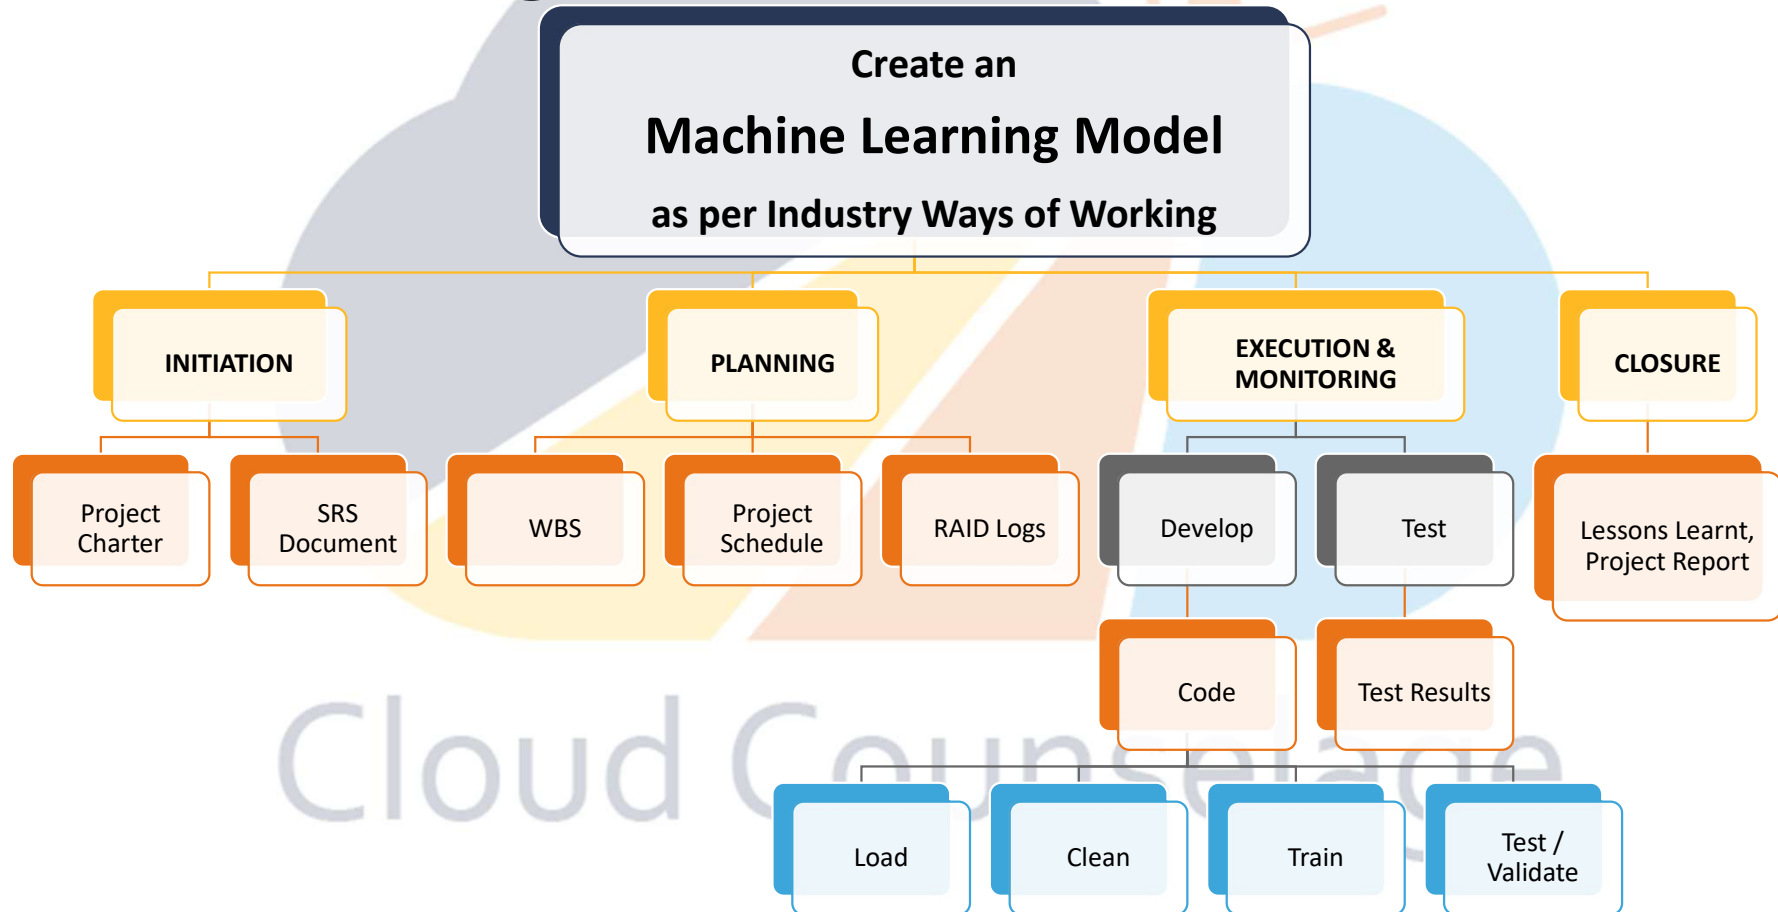 Create an
Machine Learning Model
as per Industry Ways of Working
INITIATION
PLANNING
EXECUTION &
MONITORING
CLOSURE
Project
Charter
SRS
Document
WBS
Project
Schedule
RAID Logs
Develop
Test
Lessons Learnt,
Project Report
Code
Test Results
Cloud Counselage
Load
Clean
Train
Test /
Validate